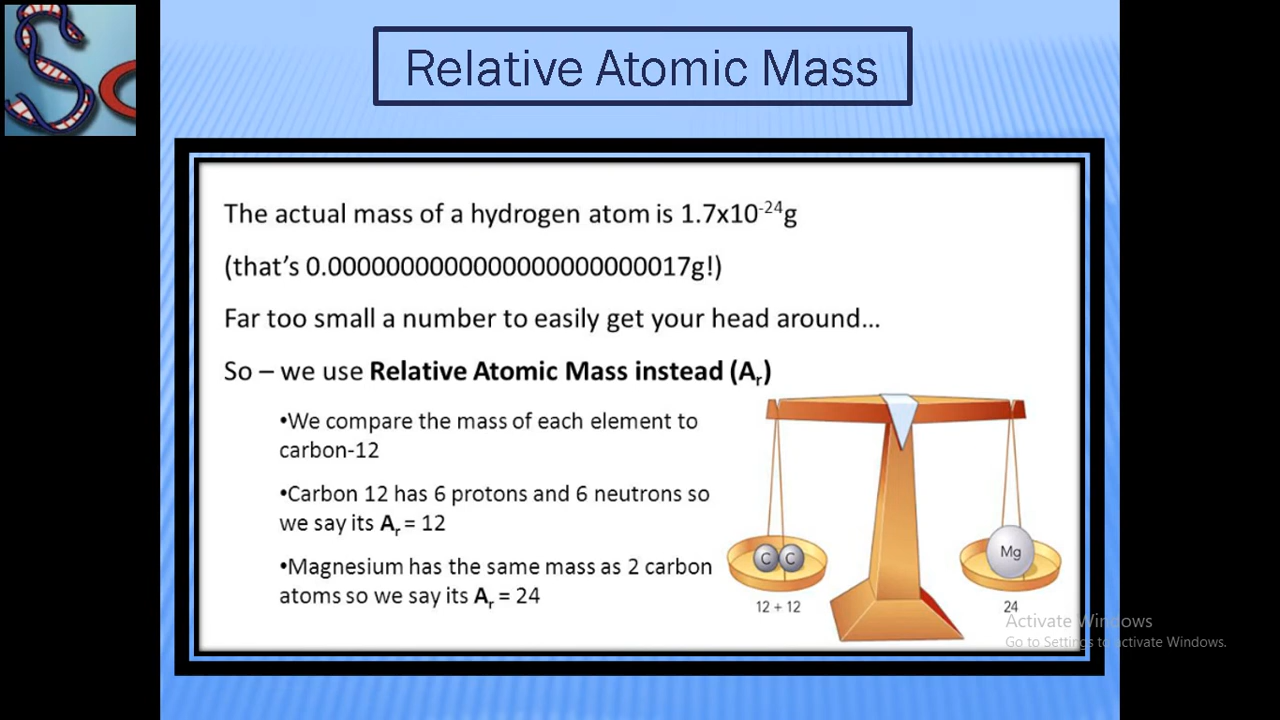 Sc
Relative Atomic Mass
The actual mass of a hydrogen atom is 1.7x10⁻²⁴g
(that’s 0.0000000000000000000000017g!)
Far too small a number to easily get your head around…
So – we use Relative Atomic Mass instead (Aᵣ)
•We compare the mass of each element to
carbon-12
•Carbon 12 has 6 protons and 6 neutrons so
we say its Aᵣ = 12
•Magnesium has the same mass as 2 carbon
atoms so we say its Aᵣ = 24
C C
Mg
12 + 12
24
Activate Windows
Go to Settings to activate Windows.